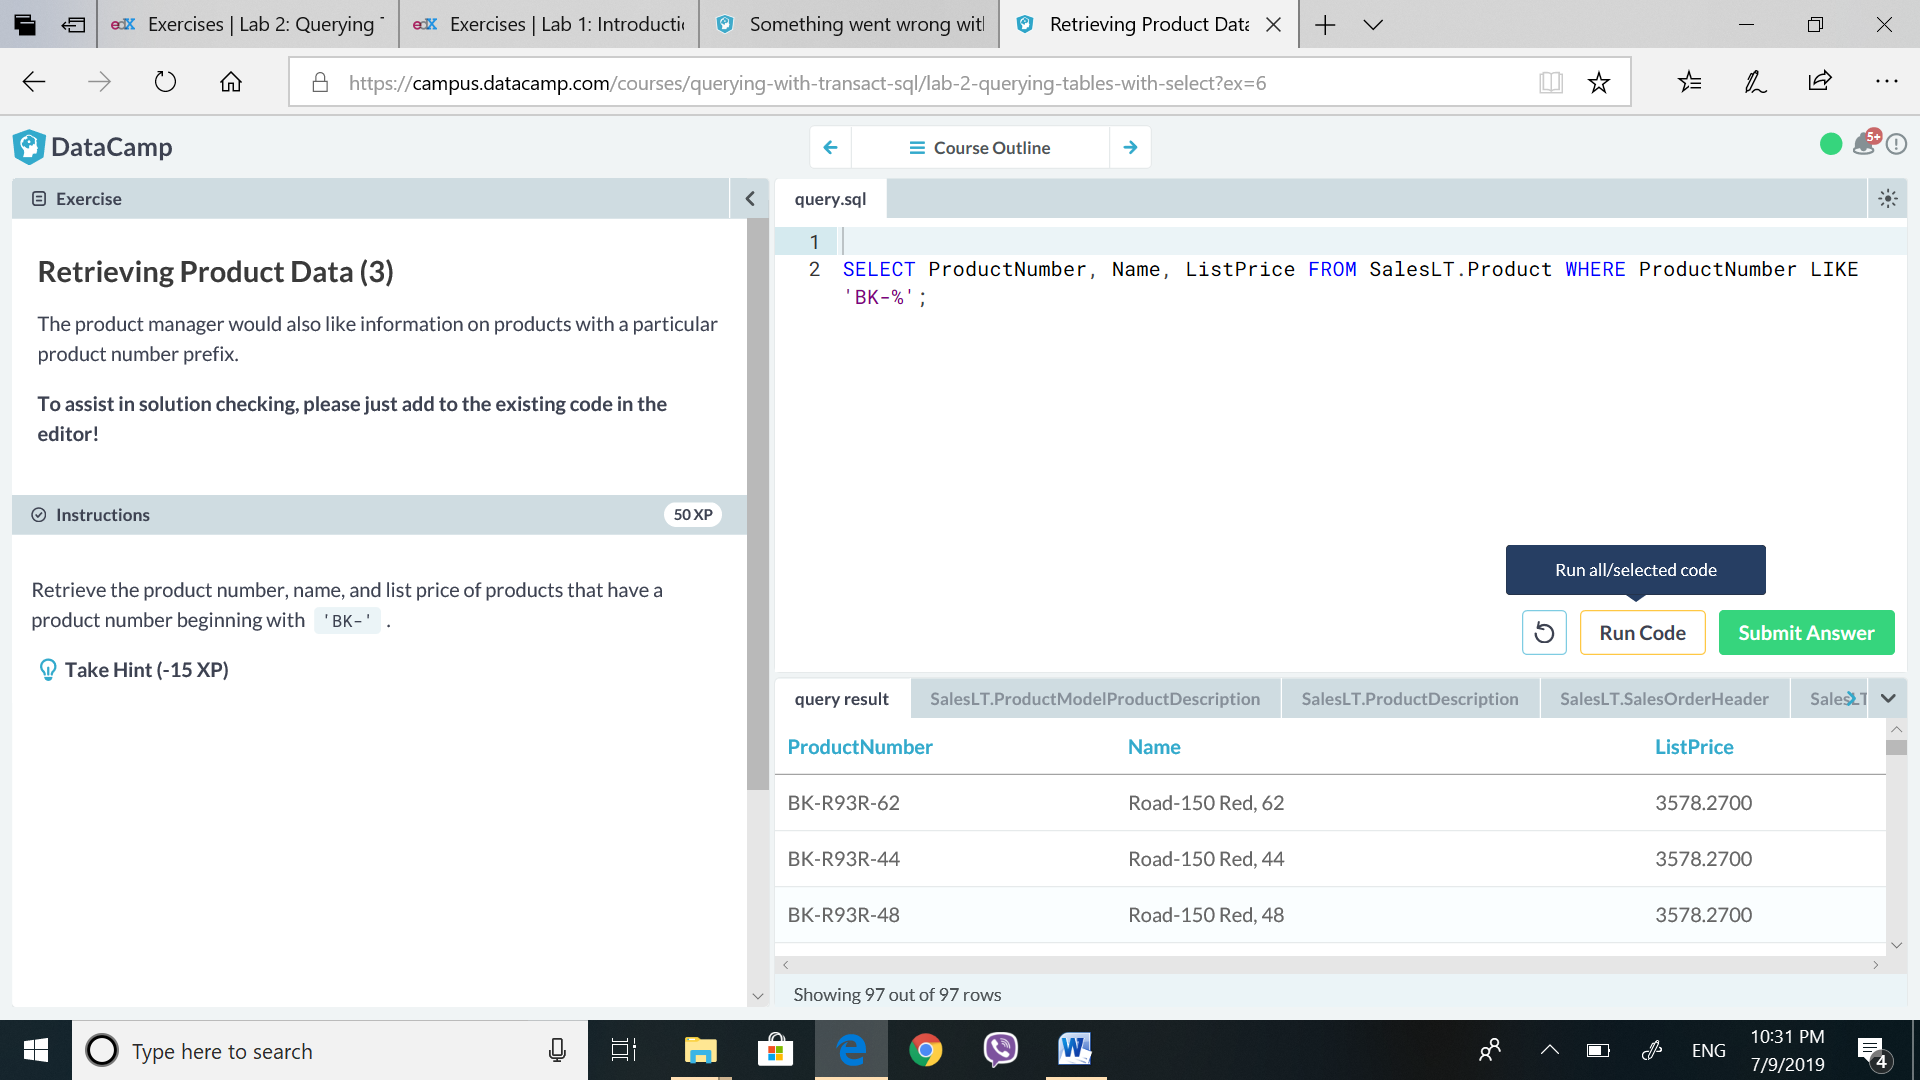 edX Exercises | Lab 2: Querying
edX Exercises | Lab 1: Introducti
Something went wrong wit
Retrieving Product Data
https://campus.datacamp.com/courses/querying-with-transact-sql/lab-2-querying-tables-with-select?ex=6
DataCamp
Course Outline
5+
Exercise
Retrieving Product Data (3)
The product manager would also like information on products with a particular
product number prefix.
To assist in solution checking, please just add to the existing code in the
editor!
Instructions
50 XP
Retrieve the product number, name, and list price of products that have a
product number beginning with 'BK-' .
Take Hint (-15 XP)
query.sql
1
2 SELECT ProductNumber, Name, ListPrice FROM SalesLT.Product WHERE ProductNumber LIKE
'BK-%';
Run all/selected code
Run Code
Submit Answer
query result
SalesLT.ProductModelProductDescription
SalesLT.ProductDescription
SalesLT.SalesOrderHeader
SalesLT
ProductNumber Name ListPrice
BK-R93R-62 Road-150 Red, 62 3578.2700
BK-R93R-44 Road-150 Red, 44 3578.2700
BK-R93R-48 Road-150 Red, 48 3578.2700
Showing 97 out of 97 rows
Type here to search
W
ENG
10:31 PM
7/9/2019
4